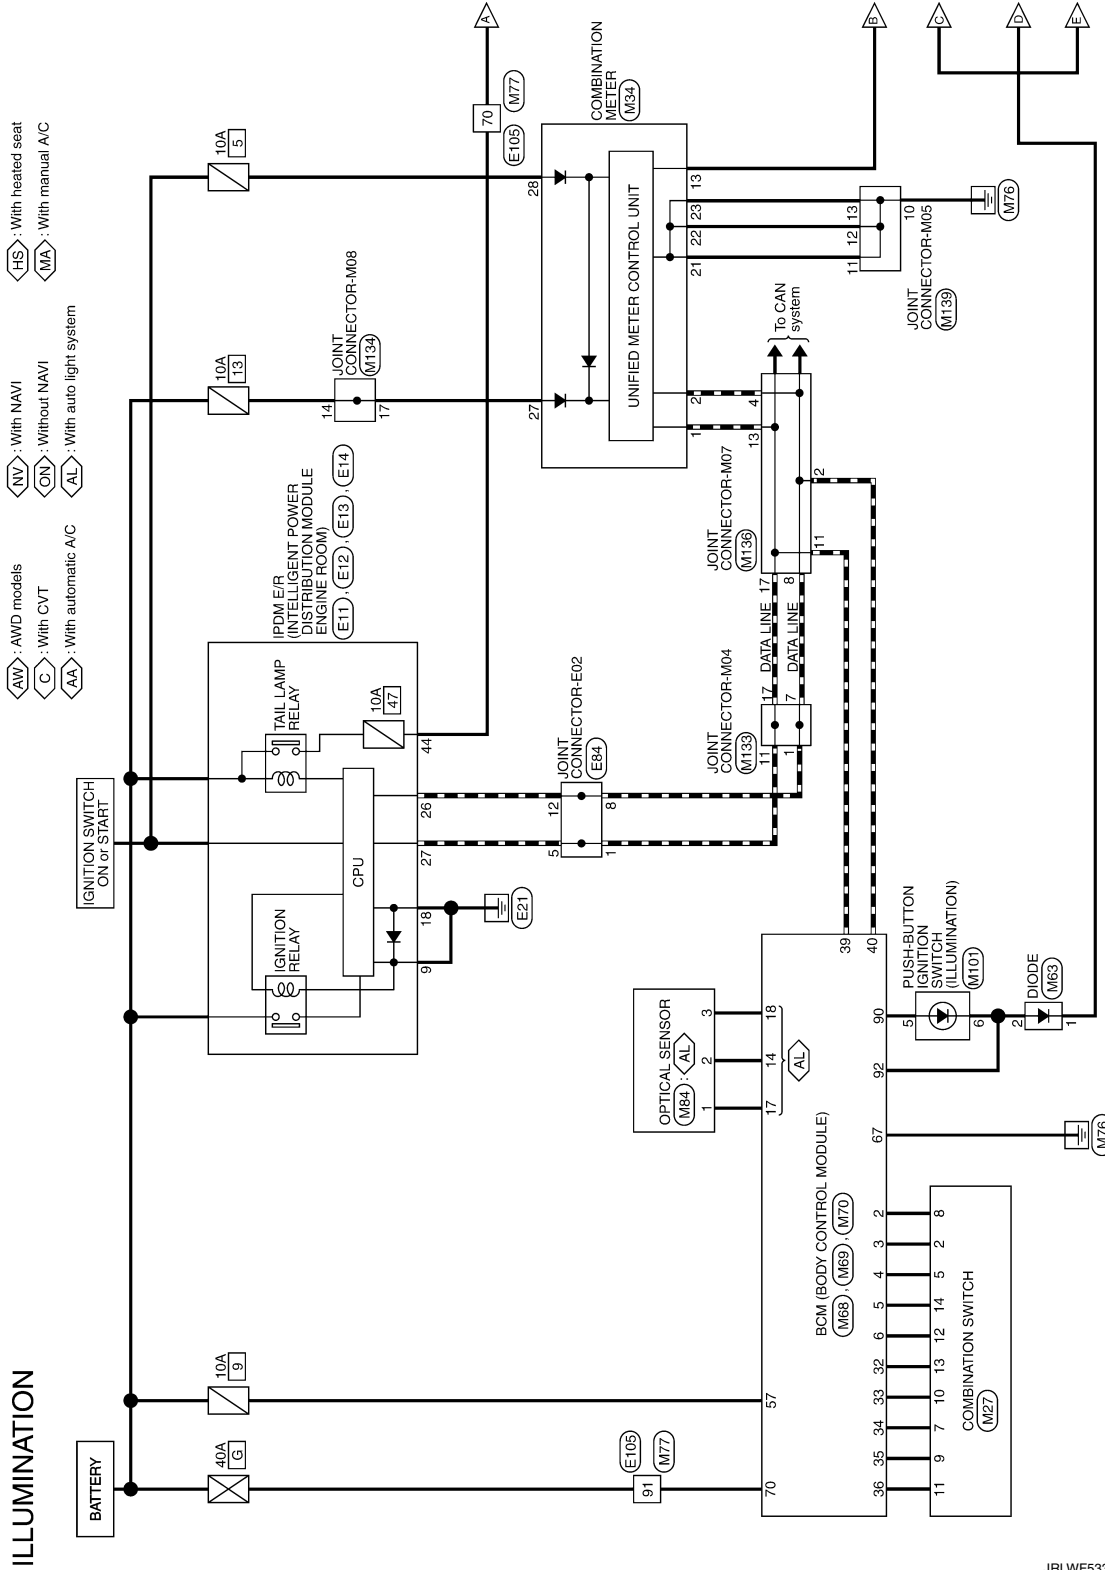 ILLUMINATION
AW : AWD models
C : With CVT
AA : With automatic A/C
NV : With NAVI
ON : Without NAVI
AL : With auto light system
HS : With heated seat
MA : With manual A/C
BATTERY
IGNITION SWITCH
ON or START
40A
G
10A
9
10A
13
10A
5
IPDM E/R
(INTELLIGENT POWER
DISTRIBUTION MODULE
ENGINE ROOM)
E11 , E12 , E13 , E14
IGNITION
RELAY
TAIL LAMP
RELAY
10A
47
CPU
9
18
27
26
44
E21
JOINT
CONNECTOR-M08
M134
14
17
A
70
E105
M77
COMBINATION
METER
M34
27
28
UNIFIED METER CONTROL UNIT
1
2
21
22
23
13
B
C
D
E
JOINT
CONNECTOR-E02
E84
5
12
1
8
JOINT
CONNECTOR-M04
M133
11
1
17
7
DATA LINE
DATA LINE
JOINT
CONNECTOR-M07
M136
17
8
13
4
11
2
To CAN
system
JOINT
CONNECTOR-M05
M139
11
12
13
10
M76
OPTICAL SENSOR
M84 : AL
1
2
3
17
14
18
AL
E105
M77
91
70
57
BCM (BODY CONTROL MODULE)
M68 , M69 , M70
39
40
36
35
34
33
32
6
5
4
3
2
67
92
90
11
9
7
10
13
12
14
5
2
8
COMBINATION SWITCH
M27
M76
PUSH-BUTTON
IGNITION
SWITCH
(ILLUMINATION)
M101
5
6
DIODE
M63
2
1